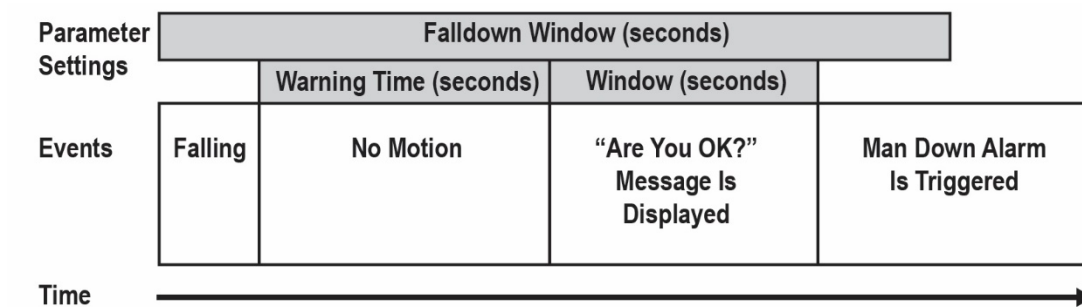 Parameter
Settings
Falldown Window (seconds)
Warning Time (seconds)
Window (seconds)
Events
Falling
No Motion
“Are You OK?”
Message Is
Displayed
Man Down Alarm
Is Triggered
Time